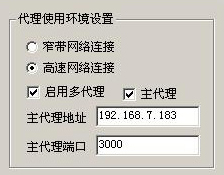 代理使用环境设置
窄带网络连接
高速网络连接
启用多代理 主代理
主代理地址 192.168.7.183
主代理端口 3000